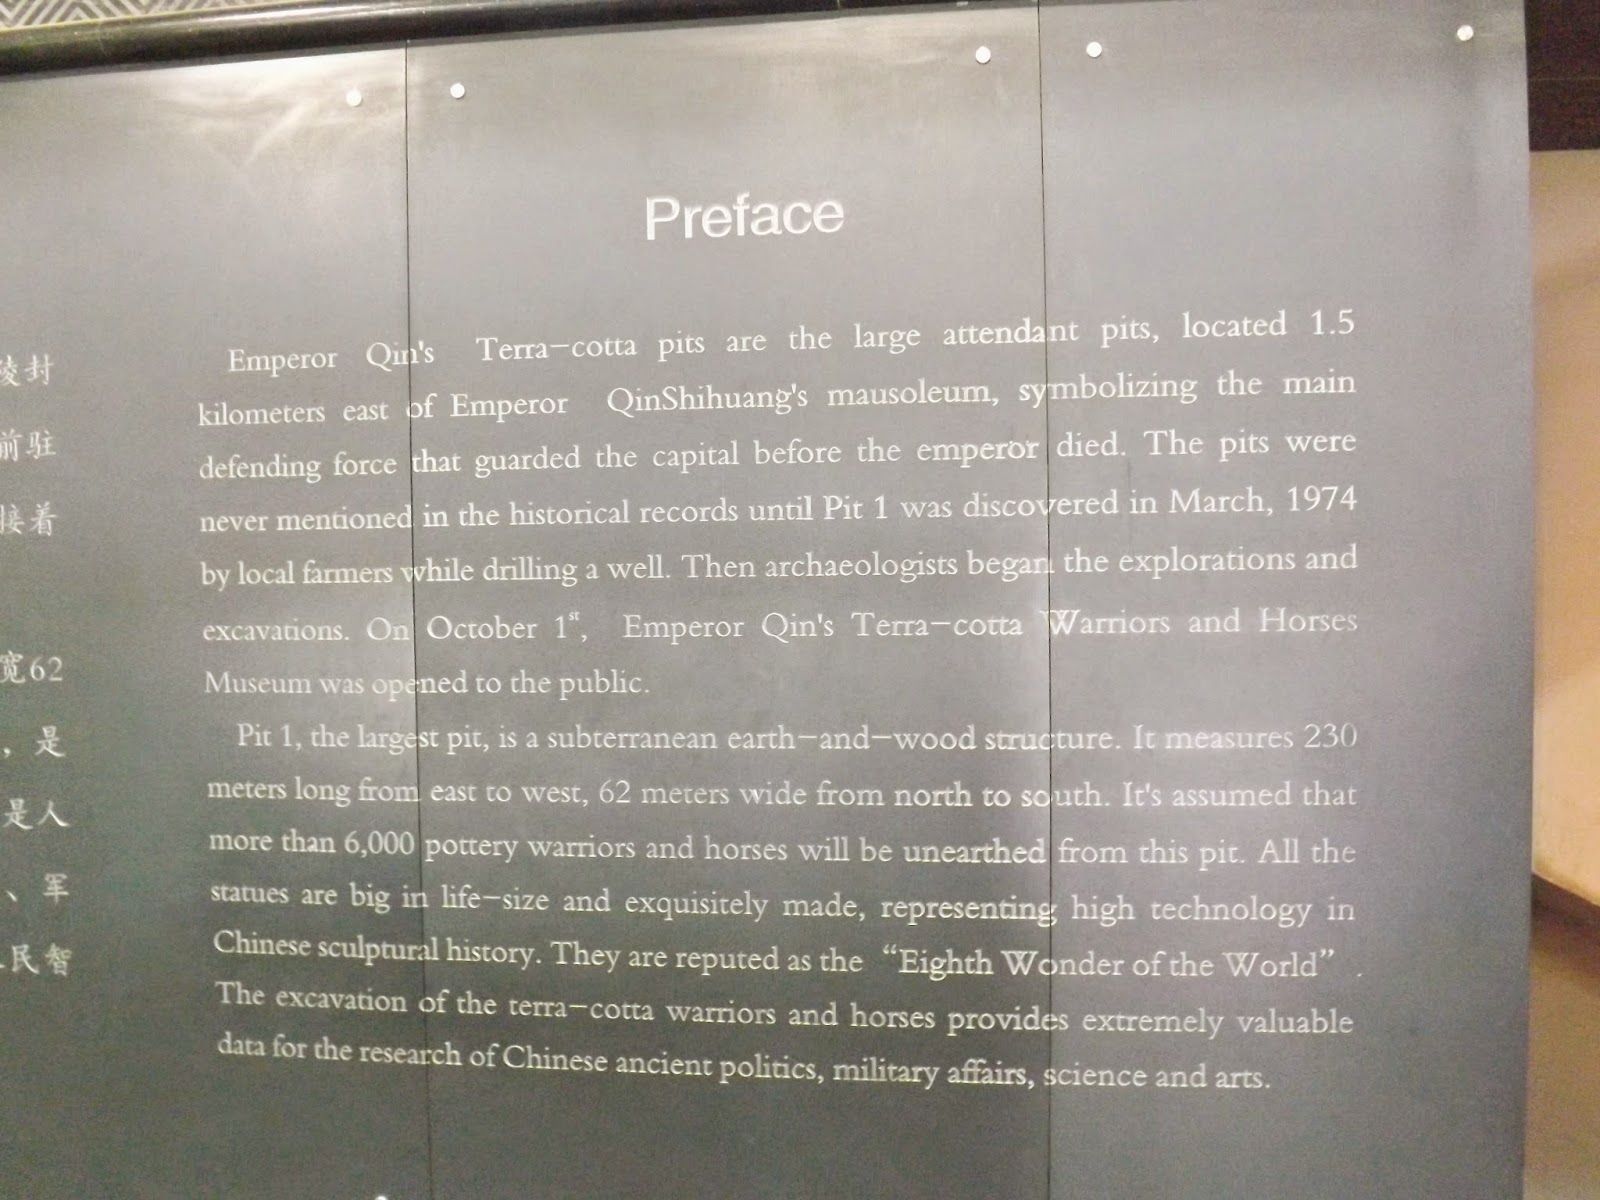 陵封
前驻
接着
宽62
，是
是人
、军
民智
Preface
Emperor Qin's Terra-cotta pits are the large attendant pits, located 1.5
kilometers east of Emperor QinShihuang's mausoleum, symbolizing the main
defending force that guarded the capital before the emperor died. The pits were
never mentioned in the historical records until Pit 1 was discovered in March, 1974
by local farmers while drilling a well. Then archaeologists began the explorations and
excavations. On October 1st, Emperor Qin's Terra-cotta Warriors and Horses
Museum was opened to the public.
Pit 1, the largest pit, is a subterranean earth-and-wood structure. It measures 230
meters long from east to west, 62 meters wide from north to south. It's assumed that
more than 6,000 pottery warriors and horses will be unearthed from this pit. All the
statues are big in life-size and exquisitely made, representing high technology in
Chinese sculptural history. They are reputed as the “Eighth Wonder of the World” .
The excavation of the terra-cotta warriors and horses provides extremely valuable
data for the research of Chinese ancient politics, military affairs, science and arts.